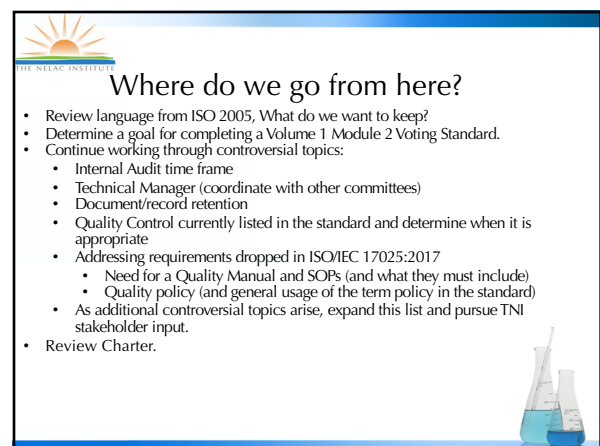 THE NELAC INSTITUTE
Where do we go from here?
• Review language from ISO 2005, What do we want to keep?
• Determine a goal for completing a Volume 1 Module 2 Voting Standard.
• Continue working through controversial topics:
• Internal Audit time frame
• Technical Manager (coordinate with other committees)
• Document/record retention
• Quality Control currently listed in the standard and determine when it is
appropriate
• Addressing requirements dropped in ISO/IEC 17025:2017
• Need for a Quality Manual and SOPs (and what they must include)
• Quality policy (and general usage of the term policy in the standard)
• As additional controversial topics arise, expand this list and pursue TNI
stakeholder input.
• Review Charter.